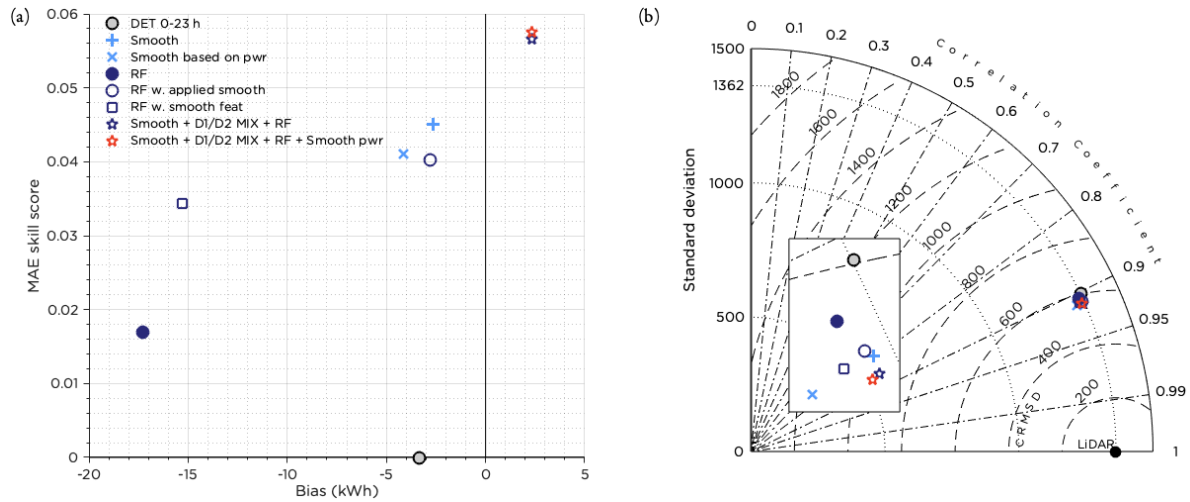 (a)
0.06
0.05
0.04
0.03
0.02
0.01
0
MAE skill score
DET 0-23 h
Smooth
Smooth based on pwr
RF
RF w. applied smooth
RF w. smooth feat
Smooth + D1/D2 MIX + RF
Smooth + D1/D2 MIX + RF + Smooth pwr
-20 -15 -10 -5 0 5
Bias (kWh)
(b)
Standard deviation
1500
1362
1000
500
0
0 0.1 0.2 0.3 0.4 0.5 0.6 0.7 0.8 0.9 0.95 0.99 1
Correlation Coefficient
1800
1600
1400
1200
1000
800
600
400
200
CRMSD
LiDAR